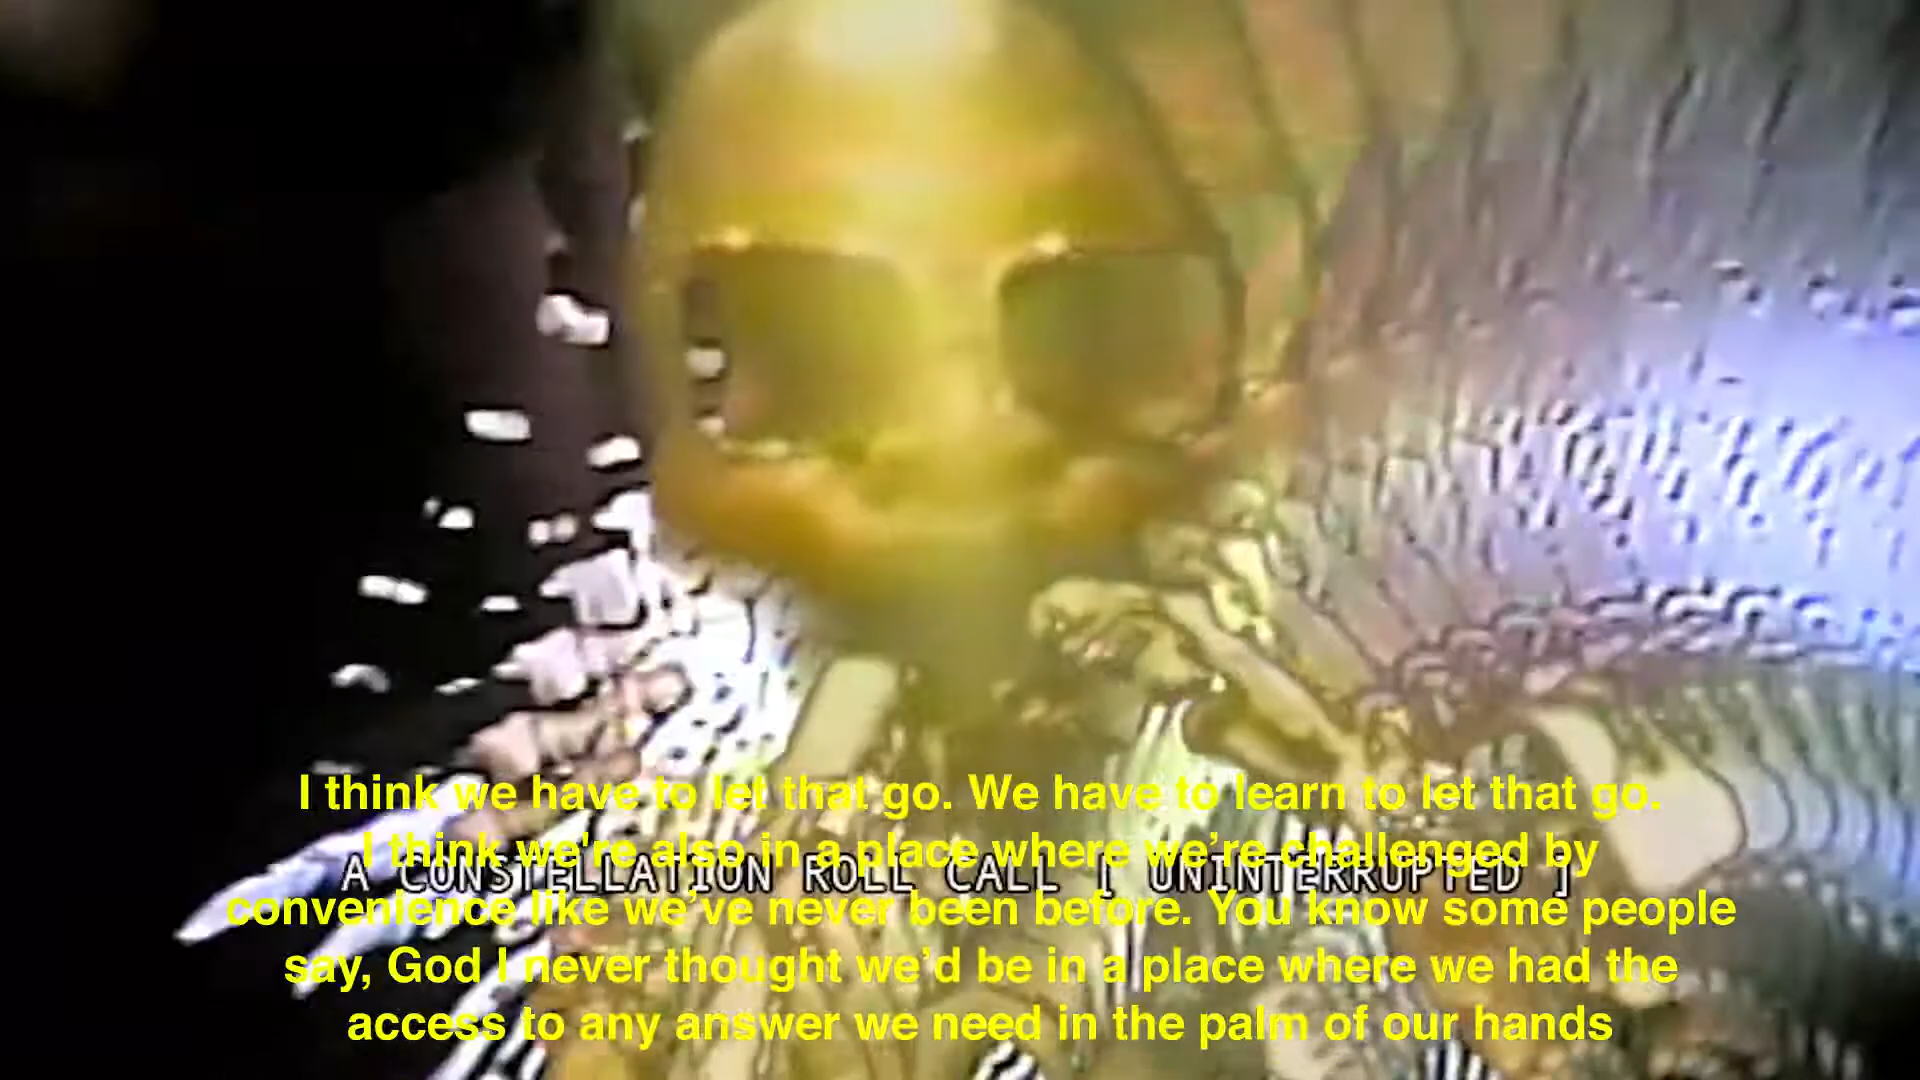 I think we have to let that go. We have to learn to let that go.
I think we're also in a place where we're challenged by
A CONSTELLATION ROLL CALL [ UNINTERRUPTED ]
convenience like we've never been before. You know some people
say, God I never thought we'd be in a place where we had the
access to any answer we need in the palm of our hands